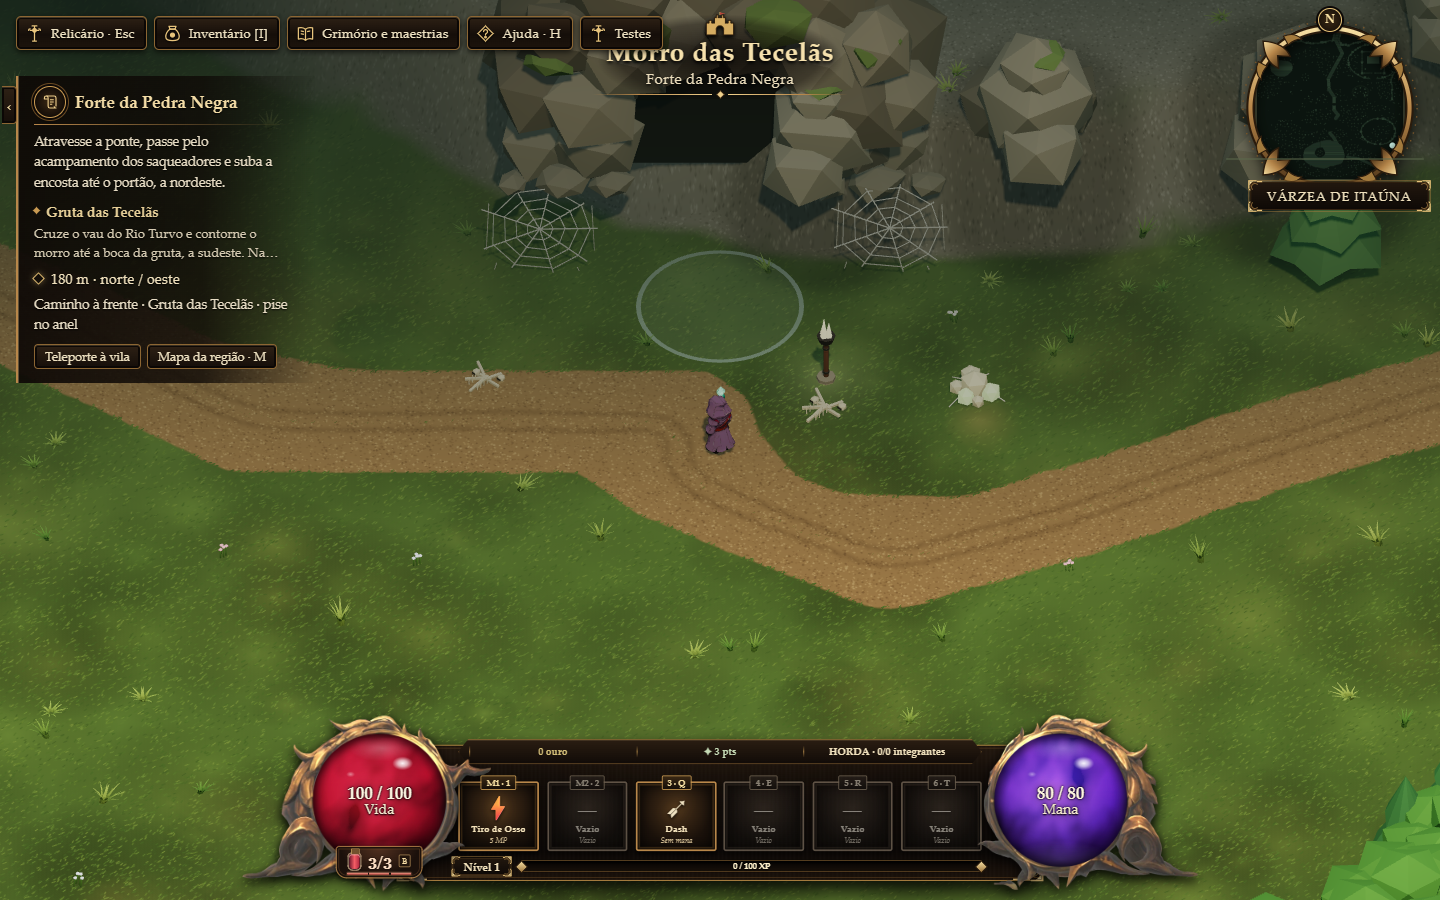 Relicário · Esc
Inventário [I]
Grimório e maestrias
Ajuda · H
Testes
Morro das Tecelãs
Forte da Pedra Negra
N
VÁRZEA DE ITAÚNA
Forte da Pedra Negra
Atravesse a ponte, passe pelo
acampamento dos saqueadores e suba a
encosta até o portão, a nordeste.
Gruta das Tecelãs
Cruze o vau do Rio Turvo e contorne o
morro até a boca da gruta, a sudeste. Na…
180 m · norte / oeste
Caminho à frente · Gruta das Tecelãs · pise
no anel
Teleporte à vila
Mapa da região · M
0 ouro
3 pts
HORDA · 0/0 integrantes
100 / 100
Vida
3/3
B
M1 · 1
Tiro de Osso
5 MP
M2 · 2
Vazio
Vazio
3 · Q
Dash
Sem mana
4 · E
Vazio
Vazio
5 · R
Vazio
Vazio
6 · T
Vazio
Vazio
80 / 80
Mana
Nível 1
0 / 100 XP